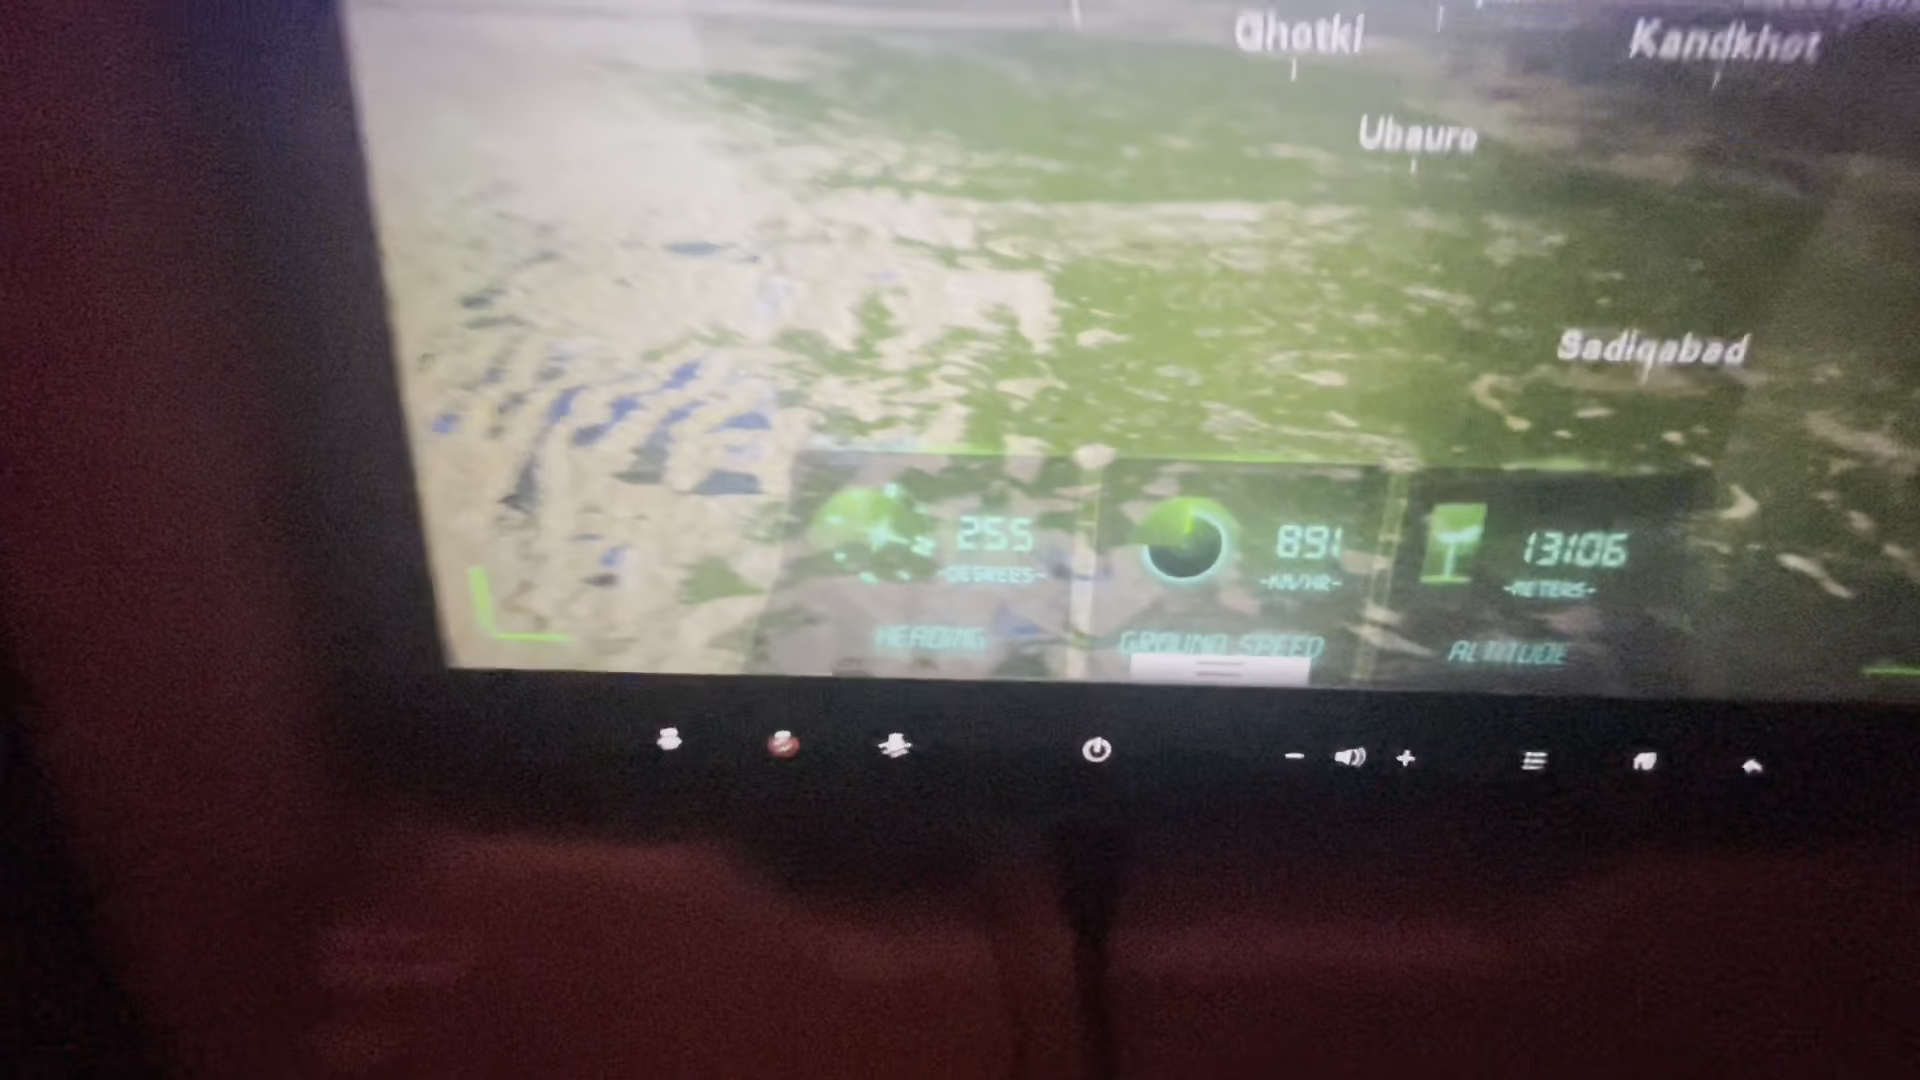 Ghotki
Kandkhot
Ubauro
Sadiqabad
255
-DEGREES-
HEADING
891
-KM/HR-
GROUND SPEED
13106
-METERS-
ALTITUDE